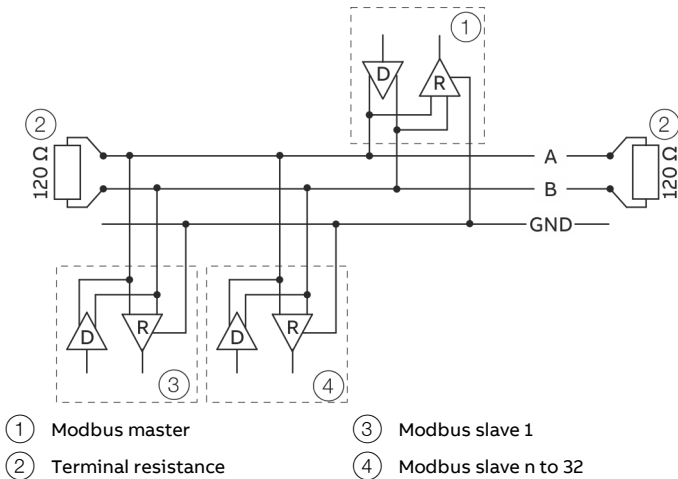 1
D
R
2
120 Ω
A
2
120 Ω
B
GND
D
R
3
D
R
4
1 Modbus master
3 Modbus slave 1
2 Terminal resistance
4 Modbus slave n to 32